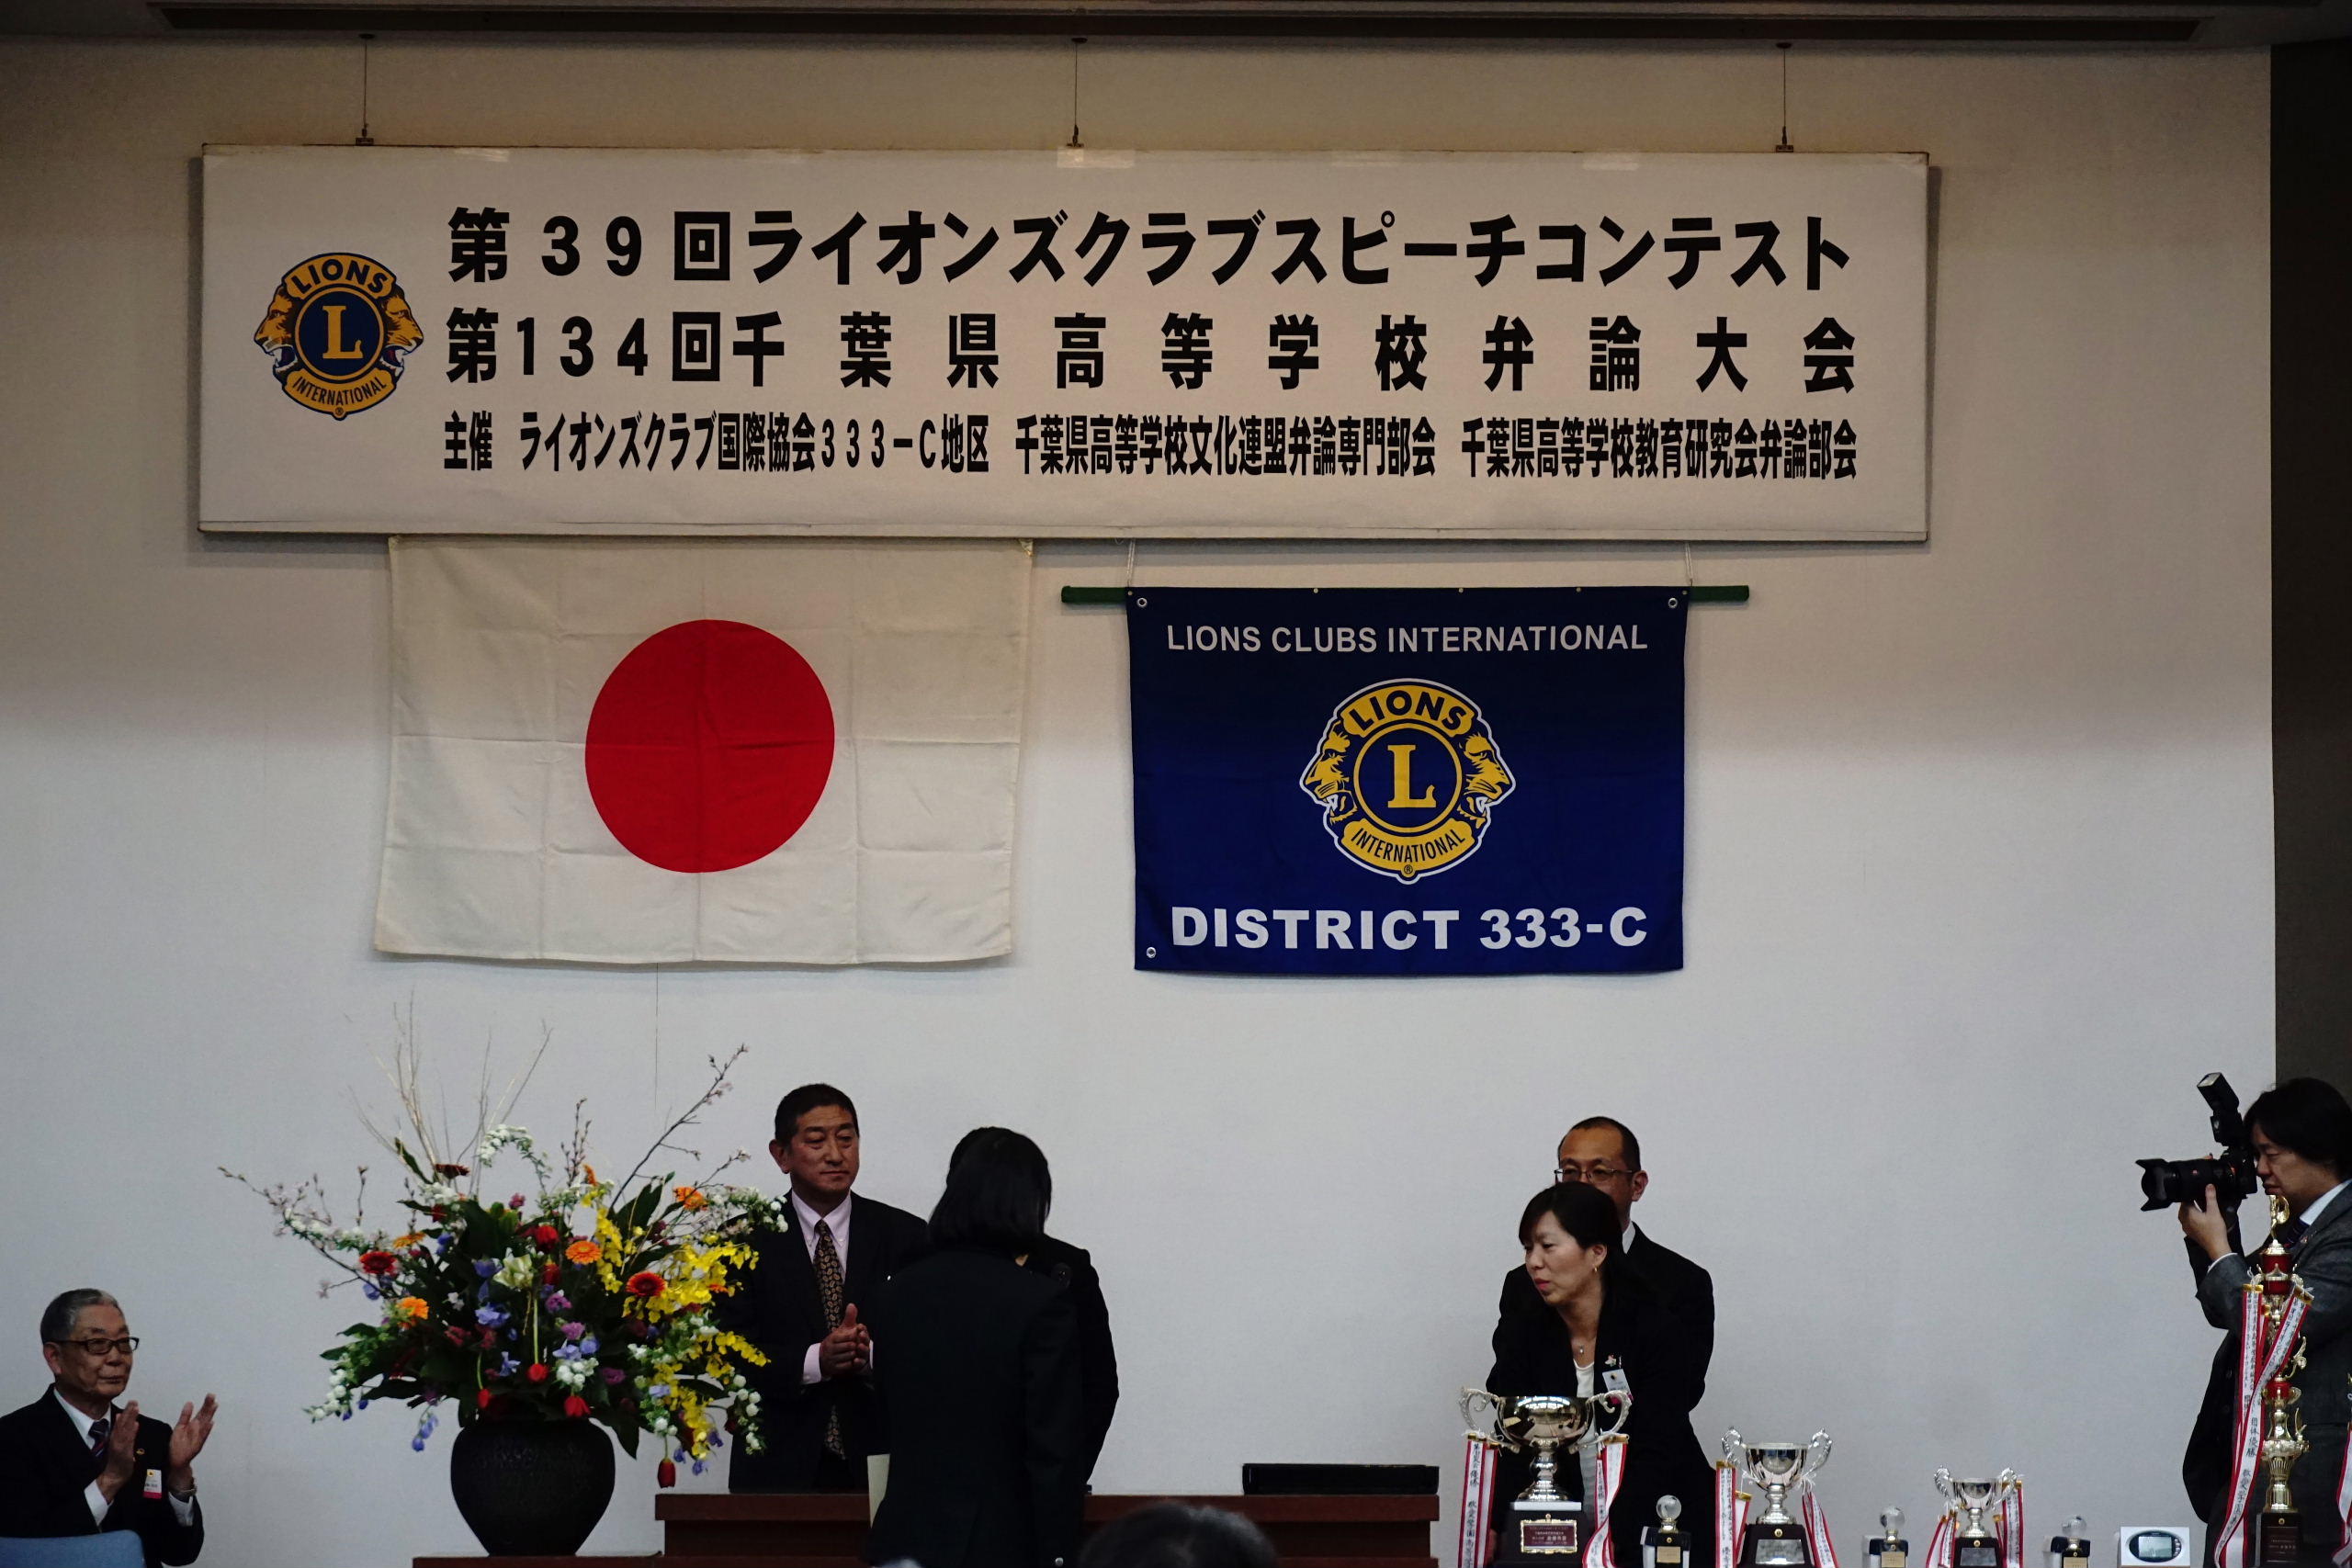 第39回ライオンズクラブスピーチコンテスト
第134回千葉県高等学校弁論大会
主催 ライオンズクラブ国際協会333-C地区 千葉県高等学校文化連盟弁論専門部会 千葉県高等学校教育研究会弁論部会
LIONS
L
INTERNATIONAL
®
LIONS CLUBS INTERNATIONAL
LIONS
L
INTERNATIONAL
®
DISTRICT 333-C